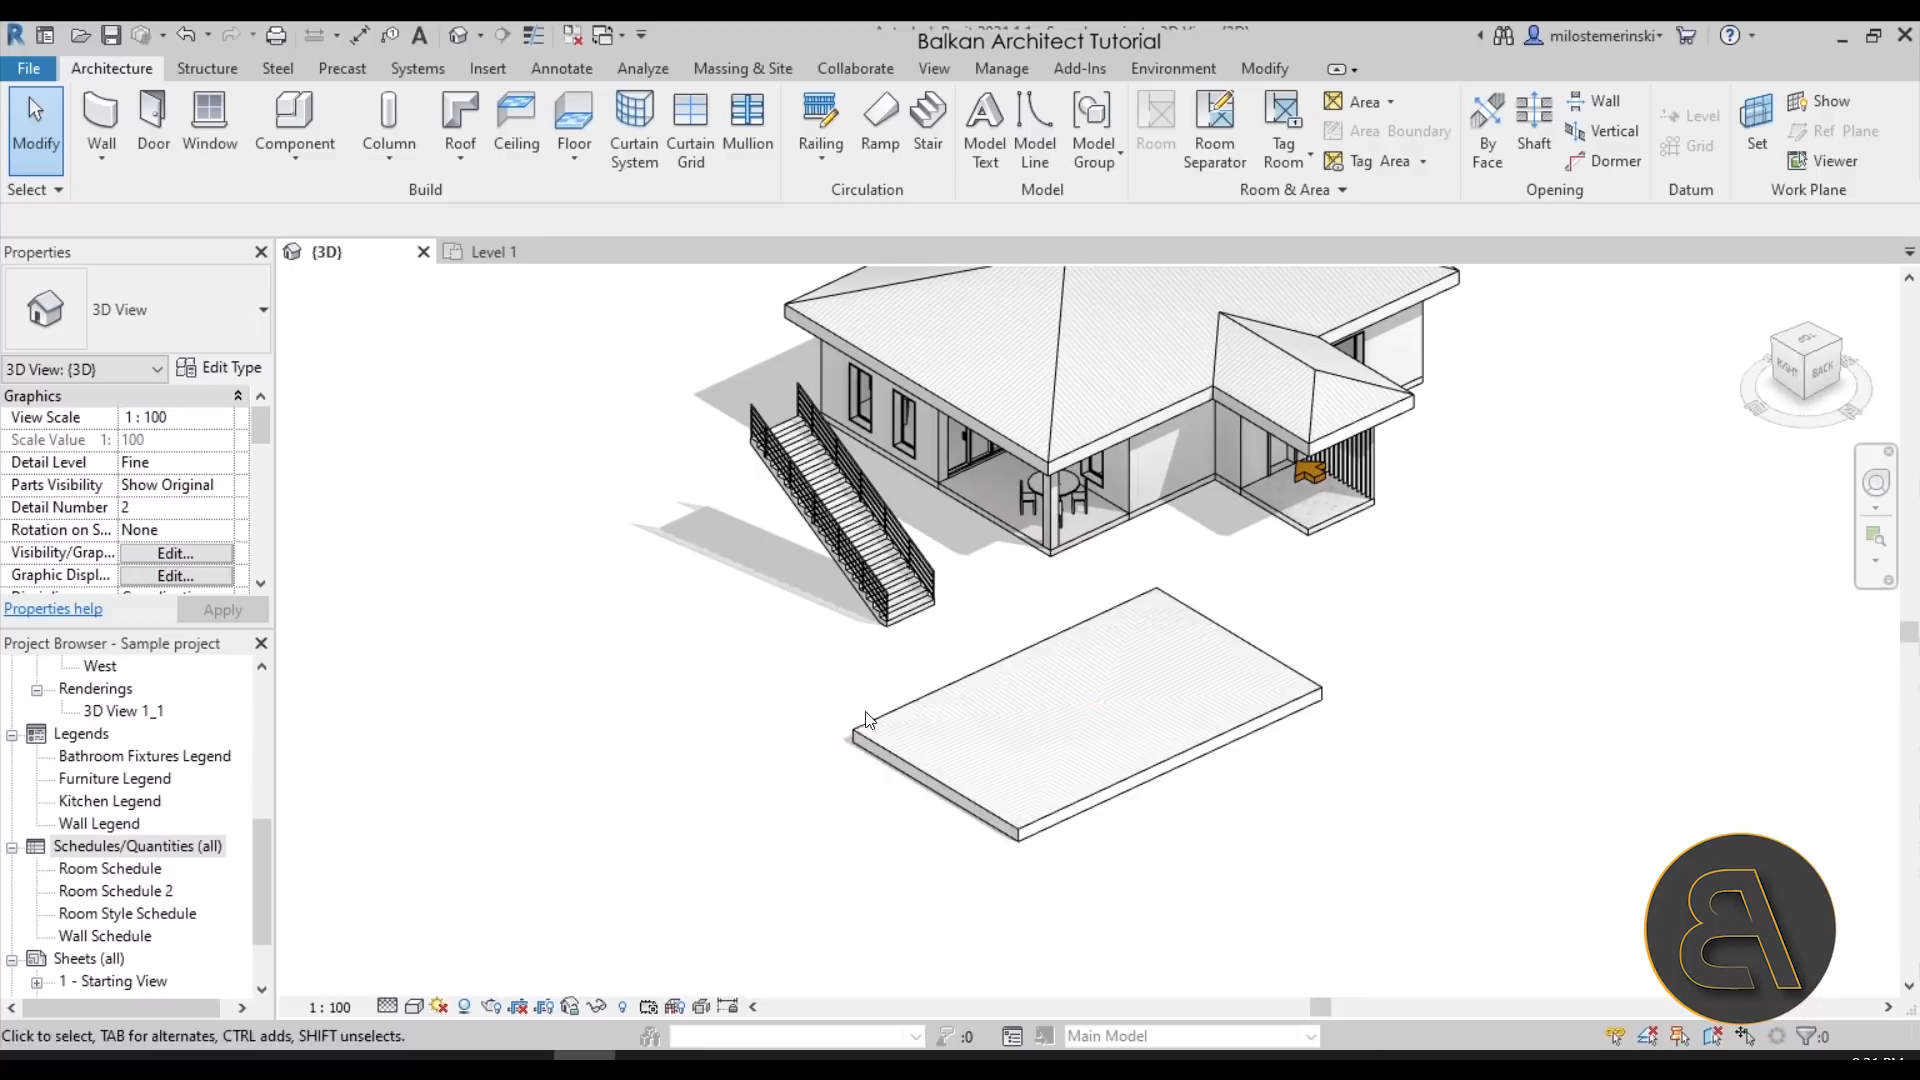 Balkan Architect Tutorial
milostemerinski
File
Architecture
Structure
Steel
Precast
Systems
Insert
Annotate
Analyze
Massing & Site
Collaborate
View
Manage
Add-Ins
Environment
Modify
Modify
Wall
Door
Window
Component
Column
Roof
Ceiling
Floor
Curtain System
Curtain Grid
Mullion
Railing
Ramp
Stair
Model Text
Model Line
Model Group
Room
Room Separator
Tag Room
Area
Area Boundary
Tag Area
By Face
Shaft
Wall
Vertical
Dormer
Level
Grid
Set
Show
Ref Plane
Viewer
Select
Build
Circulation
Model
Room & Area
Opening
Datum
Work Plane
Properties
{3D}
Level 1
3D View
3D View: {3D}
Edit Type
Graphics
View Scale 1 : 100
Scale Value 1: 100
Detail Level Fine
Parts Visibility Show Original
Detail Number 2
Rotation on S... None
Visibility/Grap... Edit...
Graphic Displ... Edit...
Properties help
Apply
Project Browser - Sample project
West
Renderings
3D View 1_1
Legends
Bathroom Fixtures Legend
Furniture Legend
Kitchen Legend
Wall Legend
Schedules/Quantities (all)
Room Schedule
Room Schedule 2
Room Style Schedule
Wall Schedule
Sheets (all)
1 - Starting View
TOP
RIGHT
BACK
1 : 100
Click to select, TAB for alternates, CTRL adds, SHIFT unselects.
:0
Main Model
:0